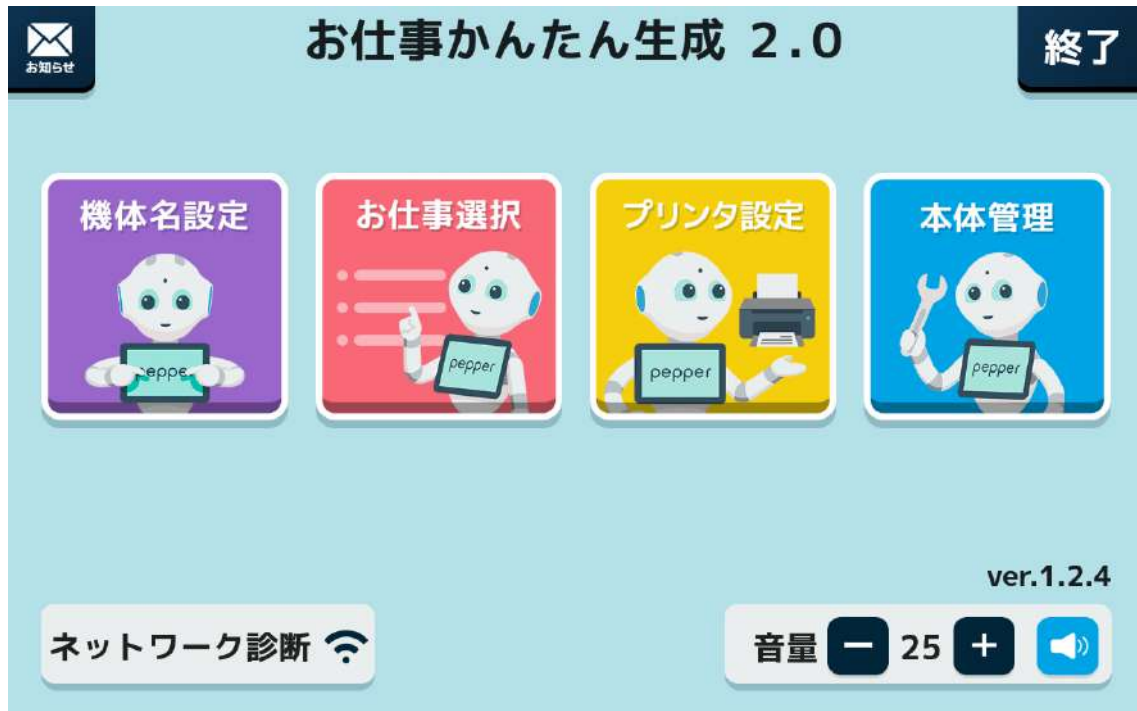 お知らせ
お仕事かんたん生成 2.0
終了
機体名設定
お仕事選択
プリンタ設定
本体管理
pepper
pepper
pepper
ver.1.2.4
ネットワーク診断
音量 − 25 +